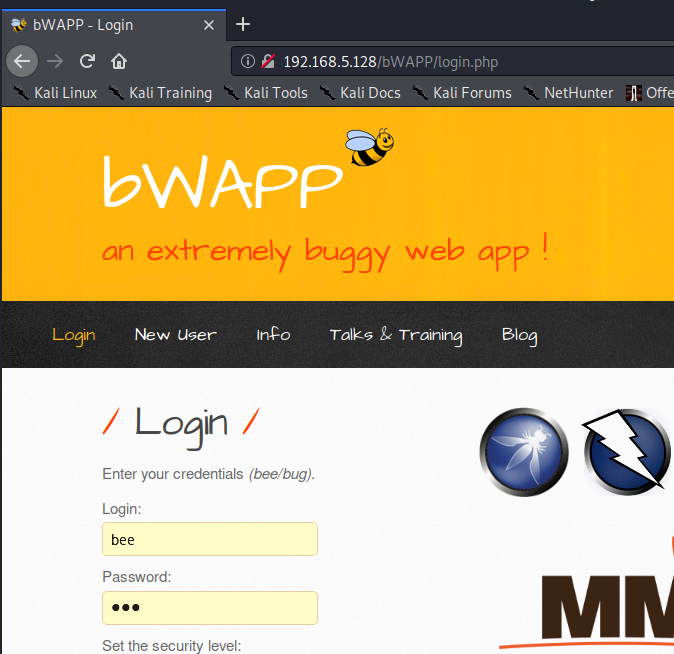 bWAPP - Login
192.168.5.128/bWAPP/login.php
Kali Linux Kali Training Kali Tools Kali Docs Kali Forums NetHunter Offe
bWAPP
an extremely buggy web app !
Login New User Info Talks & Training Blog
/ Login /
Enter your credentials (bee/bug).
Login:
bee
Password:
●●●
MM
Set the security level: